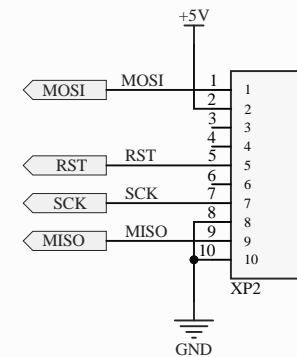 +5V
MOSI MOSI 1 1
2 2
3 3
4 4
RST RST 5 5
6 6
SCK SCK 7 7
8 8
MISO MISO 9 9
10 10
XP2
GND